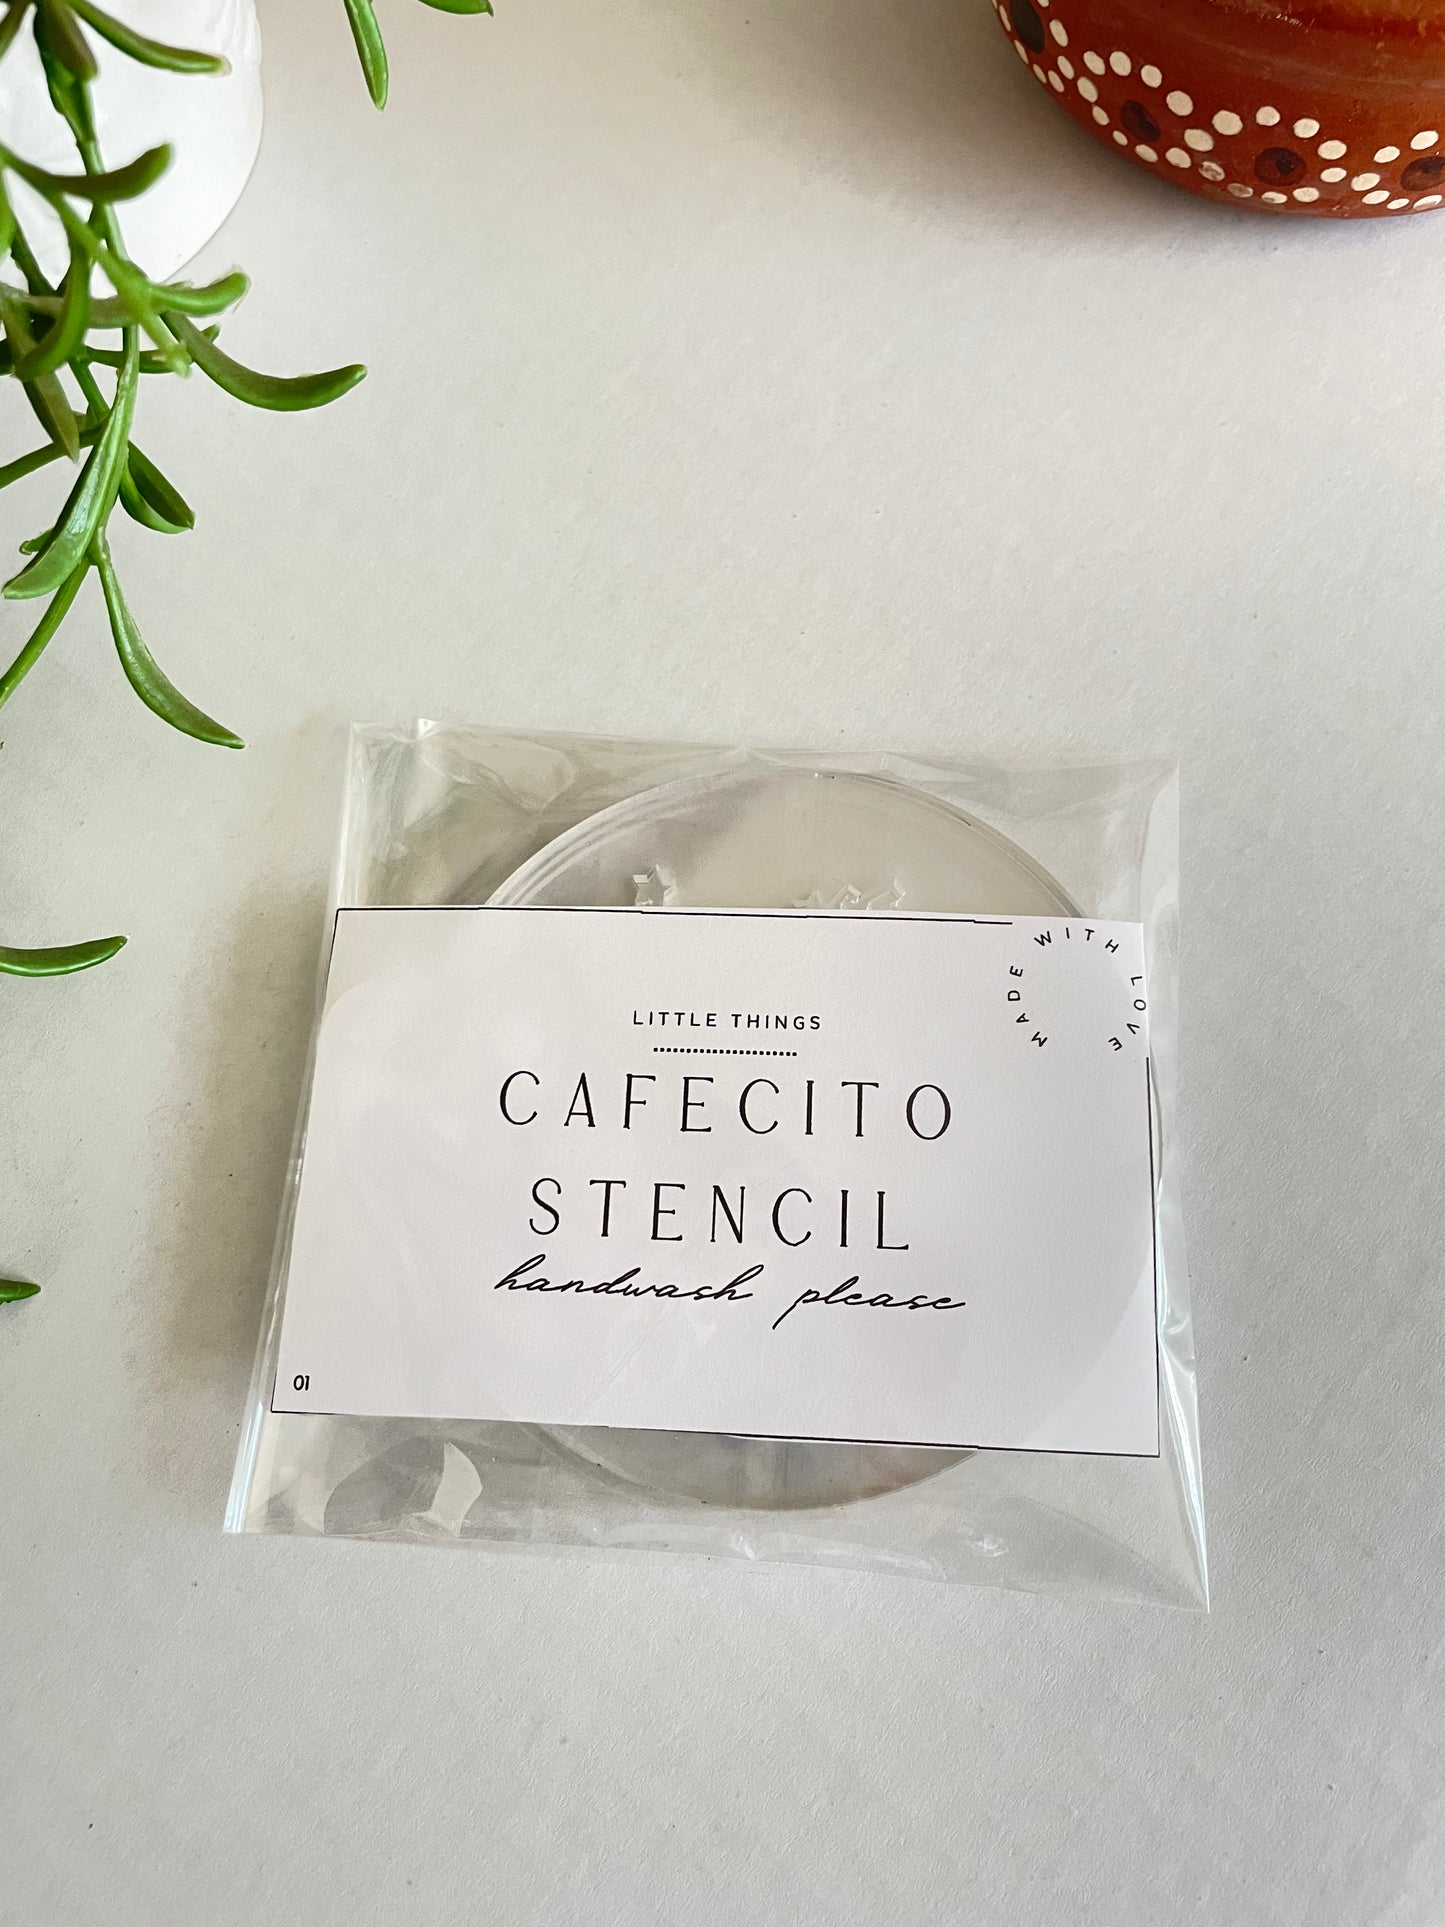 MADE WITH LOVE
LITTLE THINGS
CAFECITO
STENCIL
handwash please
01